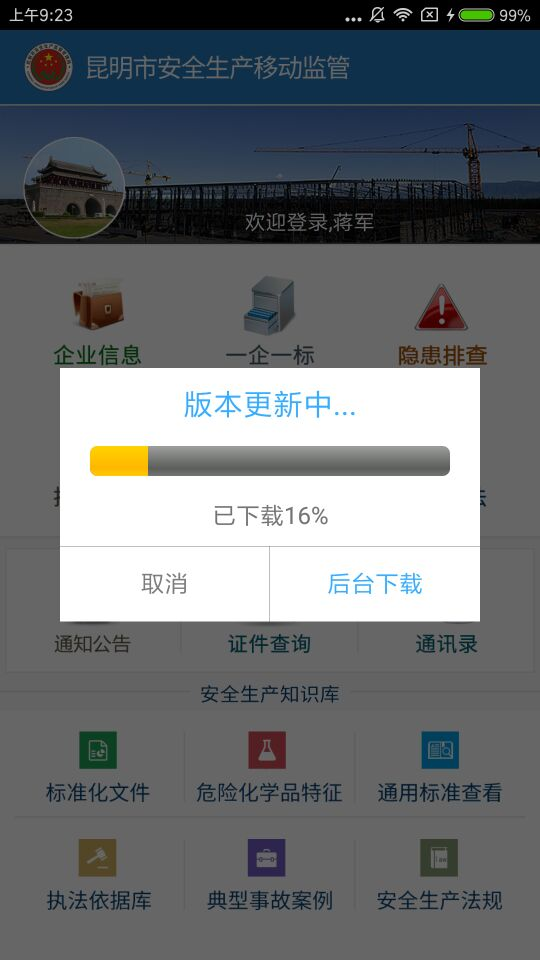 上午9:23
99%
昆明市安全生产移动监管
欢迎登录,蒋军
企业信息
一企一标
隐患排查
版本更新中...
已下载16%
取消
后台下载
通知公告
证件查询
通讯录
安全生产知识库
标准化文件
危险化学品特征
通用标准查看
执法依据库
典型事故案例
安全生产法规